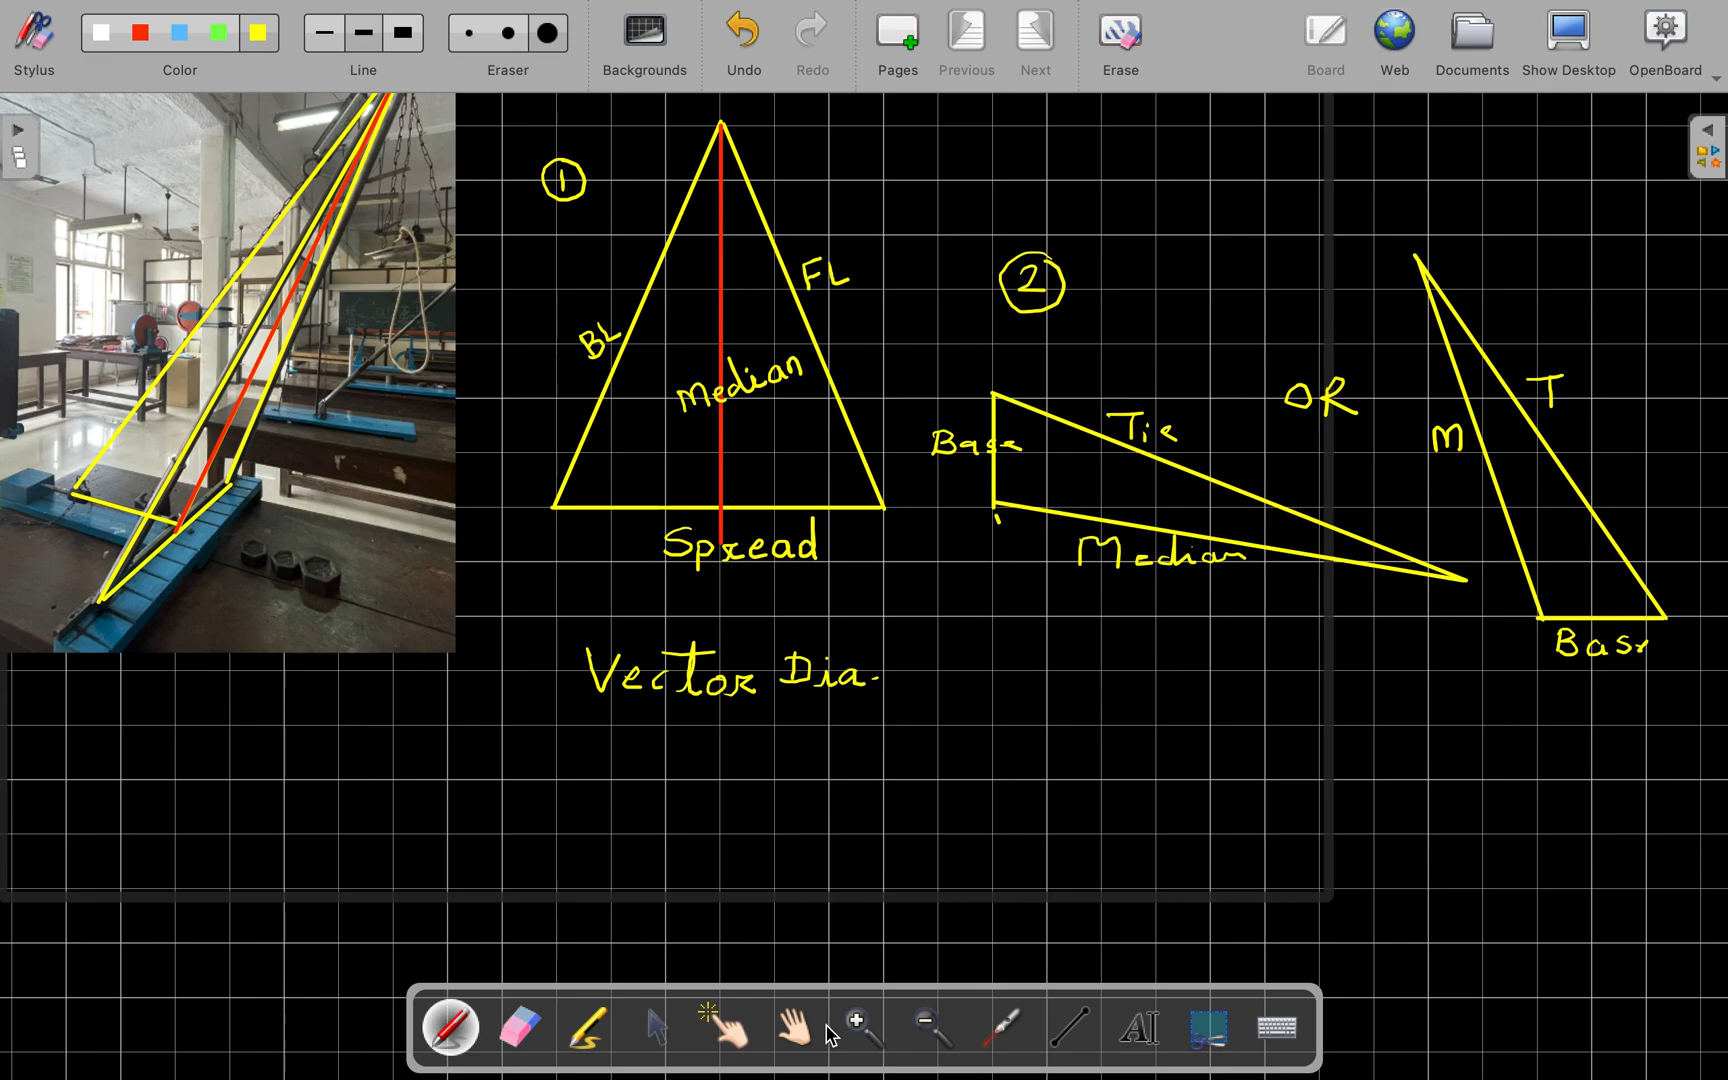 Stylus
Color
Line
Eraser
Backgrounds
Undo
Redo
Pages
Previous
Next
Erase
Board
Web
Documents
Show Desktop
OpenBoard
1
BL
FL
Median
Spread
2
Base
Tie
Median
OR
M
T
Base
Vector Dia.
AI